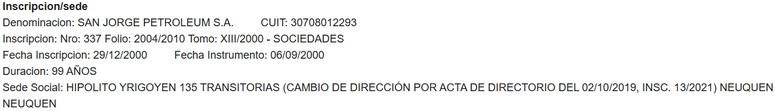 Inscripcion/sede
Denominacion: SAN JORGE PETROLEUM S.A. CUIT: 30708012293
Inscripcion: Nro: 337 Folio: 2004/2010 Tomo: XIII/2000 - SOCIEDADES
Fecha Inscripcion: 29/12/2000 Fecha Instrumento: 06/09/2000
Duracion: 99 AÑOS
Sede Social: HIPOLITO YRIGOYEN 135 TRANSITORIAS (CAMBIO DE DIRECCIÓN POR ACTA DE DIRECTORIO DEL 02/10/2019, INSC. 13/2021) NEUQUEN
NEUQUEN